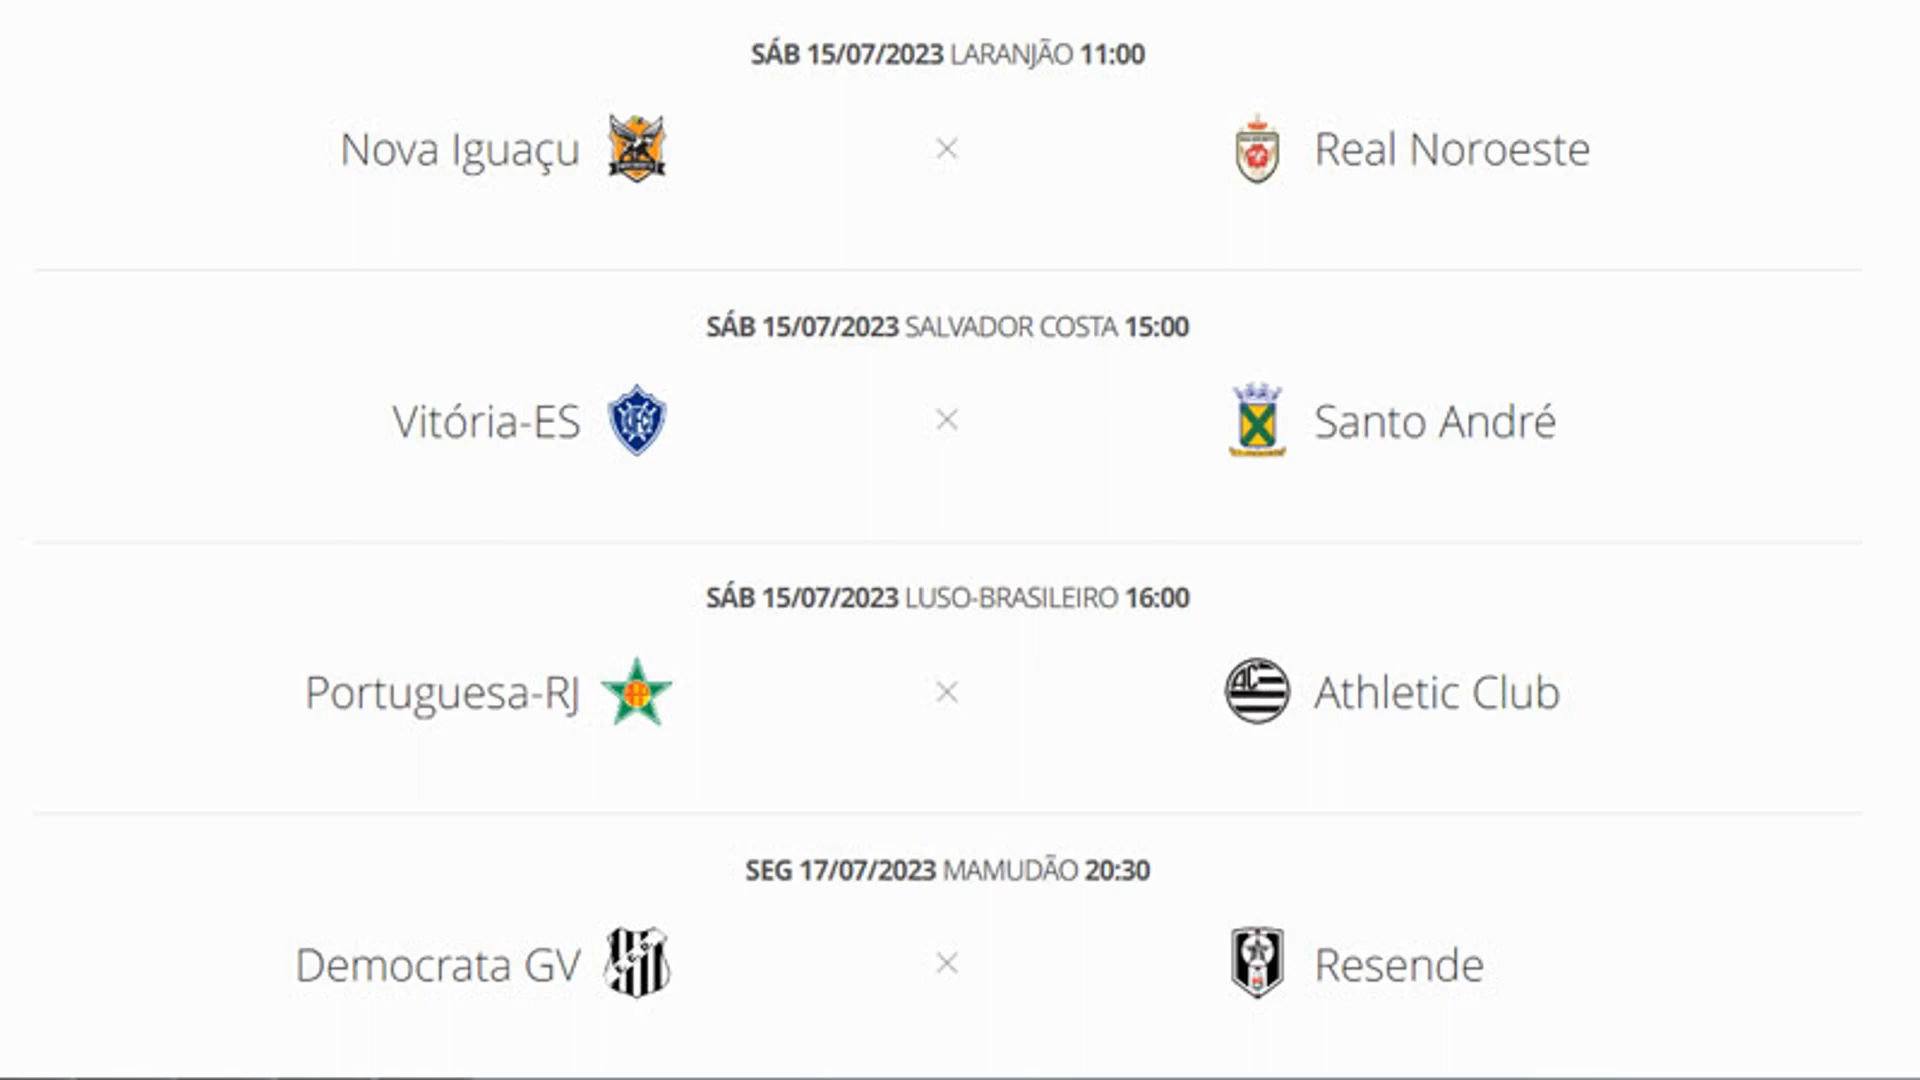 SÁB 15/07/2023 LARANJÃO 11:00
Nova Iguaçu × Real Noroeste
SÁB 15/07/2023 SALVADOR COSTA 15:00
Vitória-ES × Santo André
SÁB 15/07/2023 LUSO-BRASILEIRO 16:00
Portuguesa-RJ × AC Athletic Club
SEG 17/07/2023 MAMUDÃO 20:30
Democrata GV × Resende